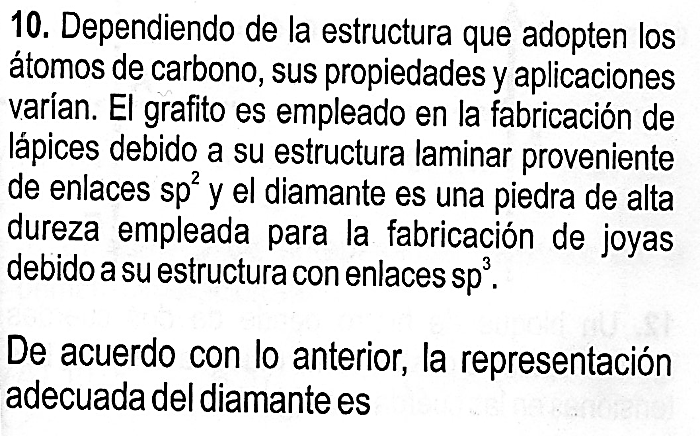 10. Dependiendo de la estructura que adopten los
átomos de carbono, sus propiedades y aplicaciones
varían. El grafito es empleado en la fabricación de
lápices debido a su estructura laminar proveniente
de enlaces sp² y el diamante es una piedra de alta
dureza empleada para la fabricación de joyas
debido a su estructura con enlaces sp³.
De acuerdo con lo anterior, la representación
adecuada del diamante es